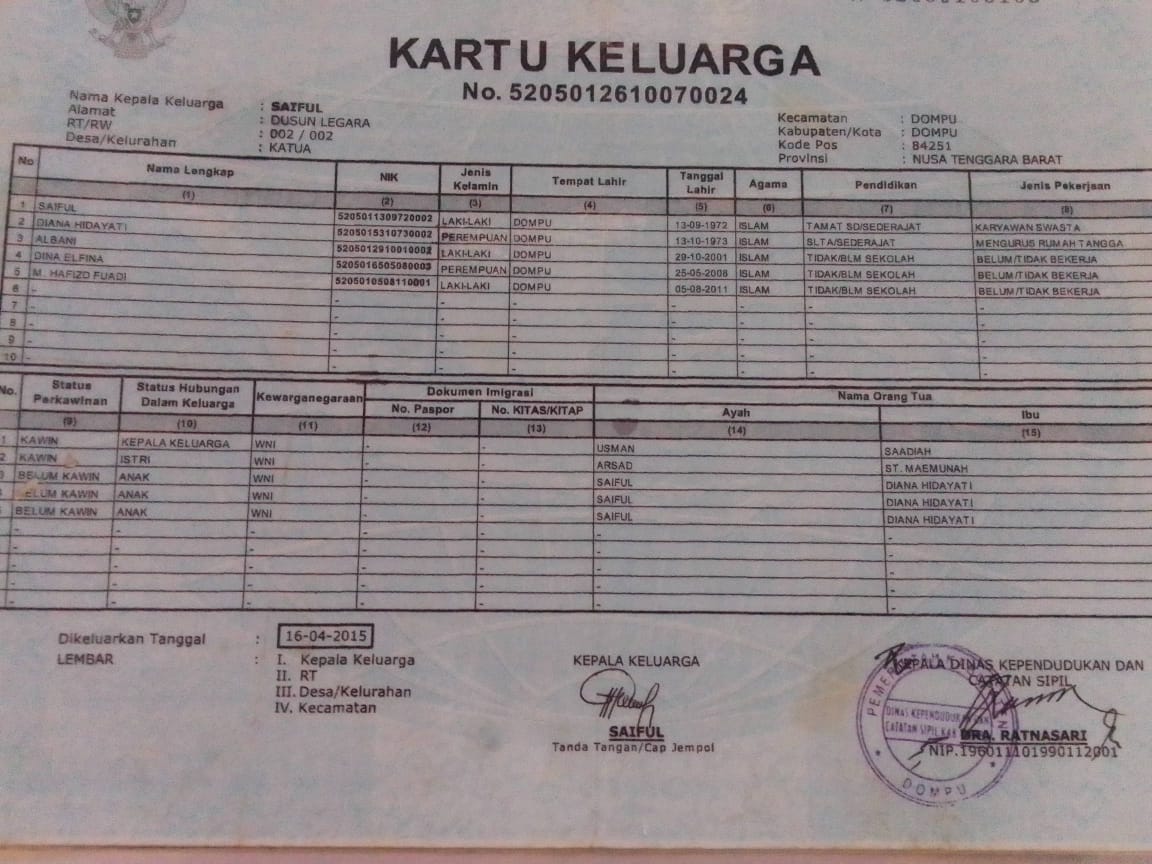 KARTU KELUARGA
No. 5205012610070024
Nama Kepala Keluarga : SAIFUL
Alamat : DUSUN LEGARA
RT/RW : 002 / 002
Desa/Kelurahan : KATUA
Kecamatan : DOMPU
Kabupaten/Kota : DOMPU
Kode Pos : 84251
Provinsi : NUSA TENGGARA BARAT
No Nama Lengkap NIK Jenis Kelamin Tempat Lahir Tanggal Lahir Agama Pendidikan Jenis Pekerjaan
(1) (2) (3) (4) (5) (6) (7) (8)
1 SAIFUL 5205011309720002 LAKI-LAKI DOMPU 13-09-1972 ISLAM TAMAT SD/SEDERAJAT KARYAWAN SWASTA
2 DIANA HIDAYATI 5205015310730002 PEREMPUAN DOMPU 13-10-1973 ISLAM SLTA/SEDERAJAT MENGURUS RUMAH TANGGA
3 ALBANI 5205012910010002 LAKI-LAKI DOMPU 29-10-2001 ISLAM TIDAK/BLM SEKOLAH BELUM/TIDAK BEKERJA
4 DINA ELFINA 5205016505080003 PEREMPUAN DOMPU 25-05-2008 ISLAM TIDAK/BLM SEKOLAH BELUM/TIDAK BEKERJA
5 M. HAFIZD FUADI 5205010508110001 LAKI-LAKI DOMPU 05-08-2011 ISLAM TIDAK/BLM SEKOLAH BELUM/TIDAK BEKERJA
6 - - - - - - - -
7 - - - - - - - -
8 - - - - - - - -
9 - - - - - - - -
10 - - - - - - - -
No. Status Perkawinan Status Hubungan Dalam Keluarga Kewarganegaraan Dokumen Imigrasi Nama Orang Tua
No. Paspor No. KITAS/KITAP Ayah Ibu
(9) (10) (11) (12) (13) (14) (15)
1 KAWIN KEPALA KELUARGA WNI - - USMAN SAADIAH
2 KAWIN ISTRI WNI - - ARSAD ST. MAEMUNAH
3 BELUM KAWIN ANAK WNI - - SAIFUL DIANA HIDAYATI
BELUM KAWIN ANAK WNI - - SAIFUL DIANA HIDAYATI
BELUM KAWIN ANAK WNI - - SAIFUL DIANA HIDAYATI
- - - - - - -
- - - - - - -
- - - - - - -
- - - - - - -
- - - - - - -
Dikeluarkan Tanggal : 16-04-2015
LEMBAR : I. Kepala Keluarga
II. RT
III. Desa/Kelurahan
IV. Kecamatan
KEPALA KELUARGA
SAIFUL
Tanda Tangan/Cap Jempol
KEPALA DINAS KEPENDUDUKAN DAN
CATATAN SIPIL
DINAS KEPENDUDUKAN DAN
CATATAN SIPIL KAB
DOMPU
DRA. RATNASARI
NIP.196011101990112001